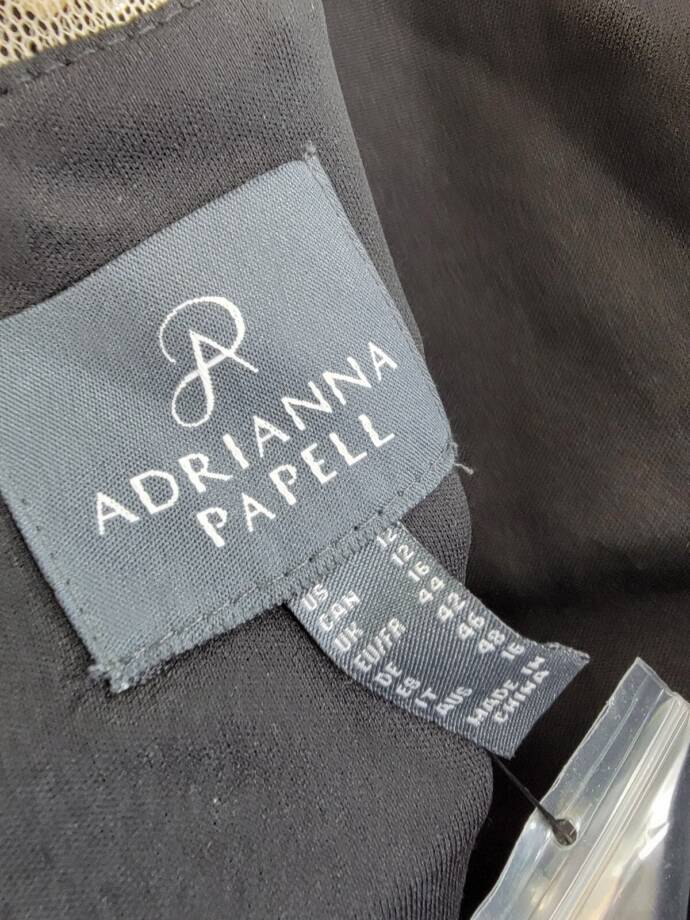 ADRIANNA
PAPELL
US 12
CAN 12
UK 16
EU/FR 44
DE 42
ES 46
IT 48
AUS 16
MADE IN
CHINA